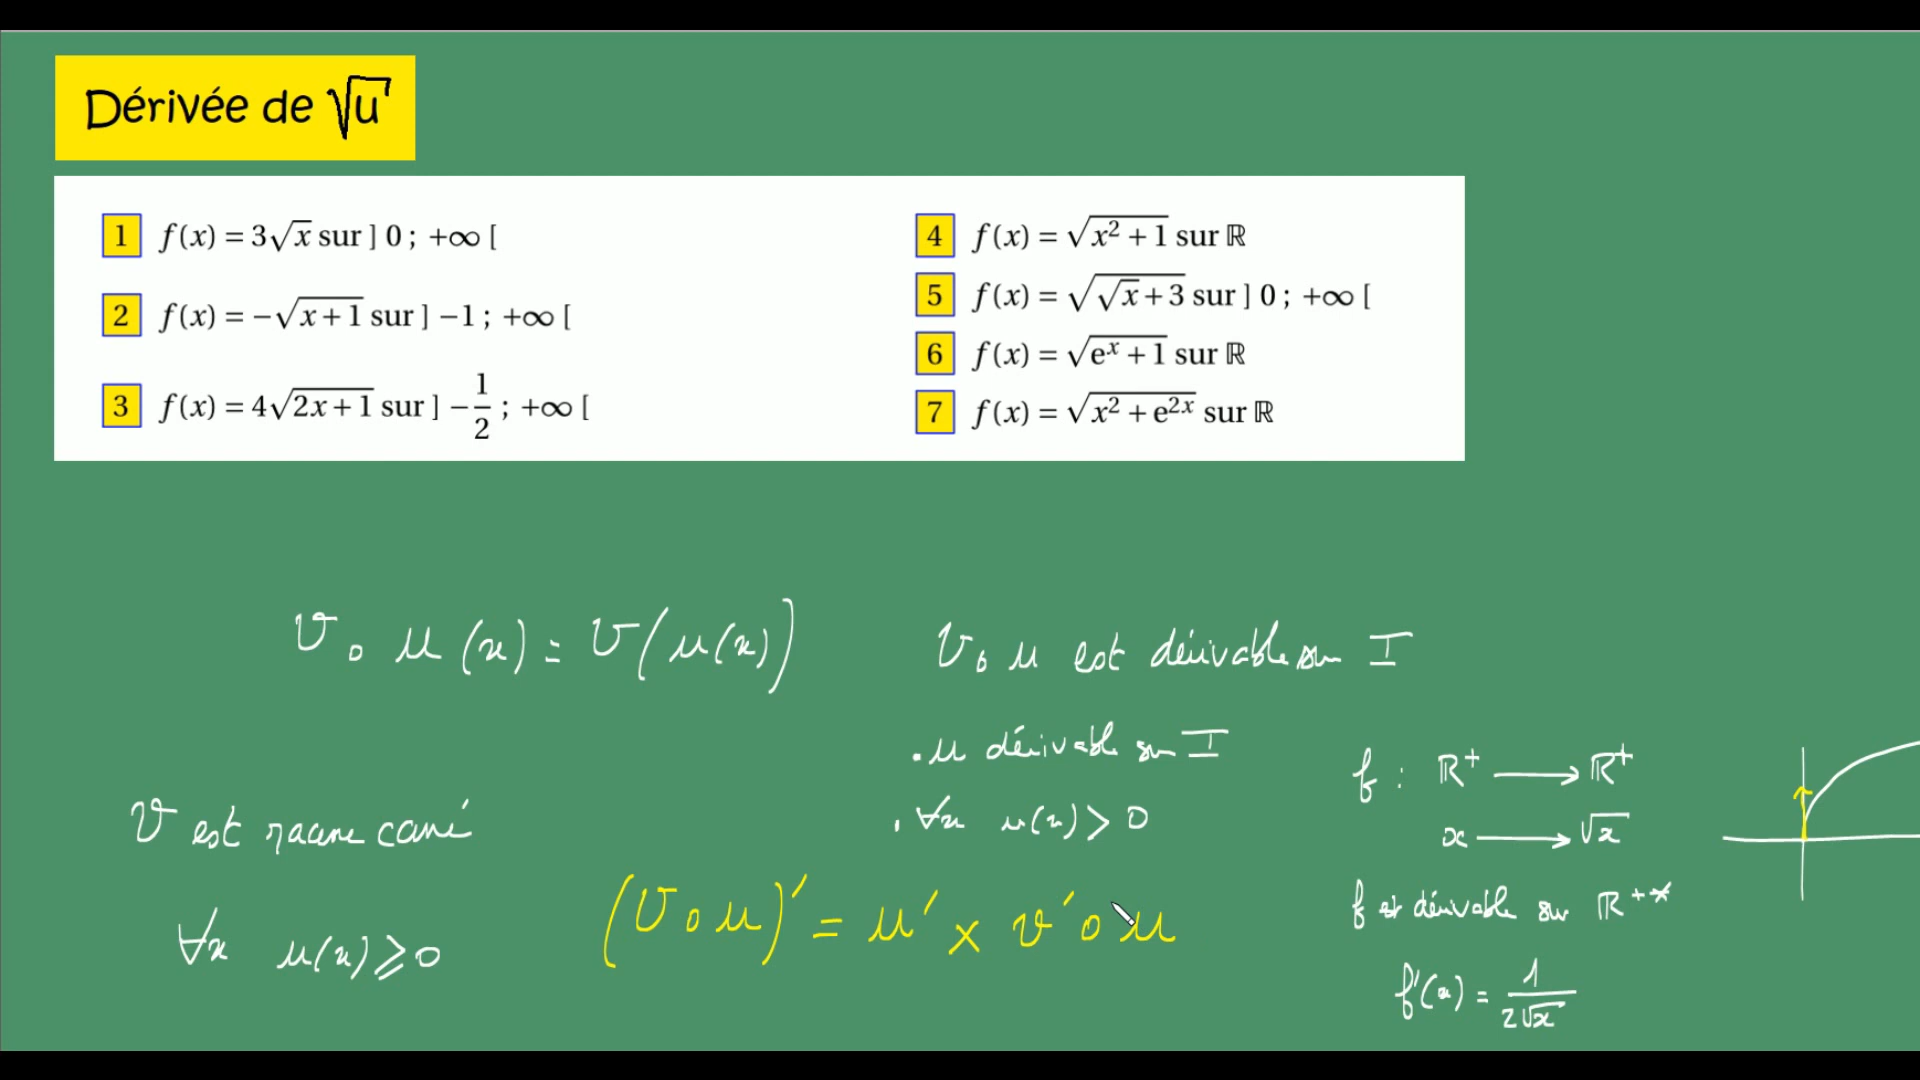 Dérivée de √u
1 f(x) = 3√x sur ] 0 ; +∞ [
2 f(x) = −√(x+1) sur ] −1 ; +∞ [
3 f(x) = 4√(2x+1) sur ] −1/2 ; +∞ [
4 f(x) = √(x² + 1) sur ℝ
5 f(x) = √(√x + 3) sur ] 0 ; +∞ [
6 f(x) = √(eˣ + 1) sur ℝ
7 f(x) = √(x² + e²ˣ) sur ℝ
v∘u(x) = v(u(x))
v∘u est dérivable sur I
. u dérivable sur I
. ∀x u(x) > 0
v est racine carré
∀x u(x) ⩾ 0
(v∘u)' = u' × v'∘u
f : ℝ⁺ ⟶ ℝ⁺
x ⟶ √x
f est dérivable sur ℝ⁺*
f'(x) = 1/(2√x)